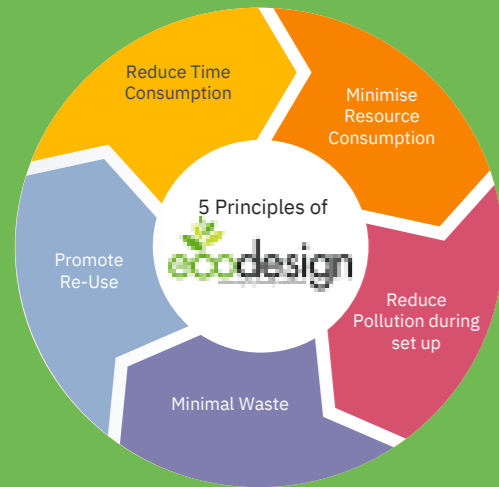 5 Principles of
ecodesign
Reduce Time
Consumption
Minimise
Resource
Consumption
Reduce
Pollution during
set up
Minimal Waste
Promote
Re-Use